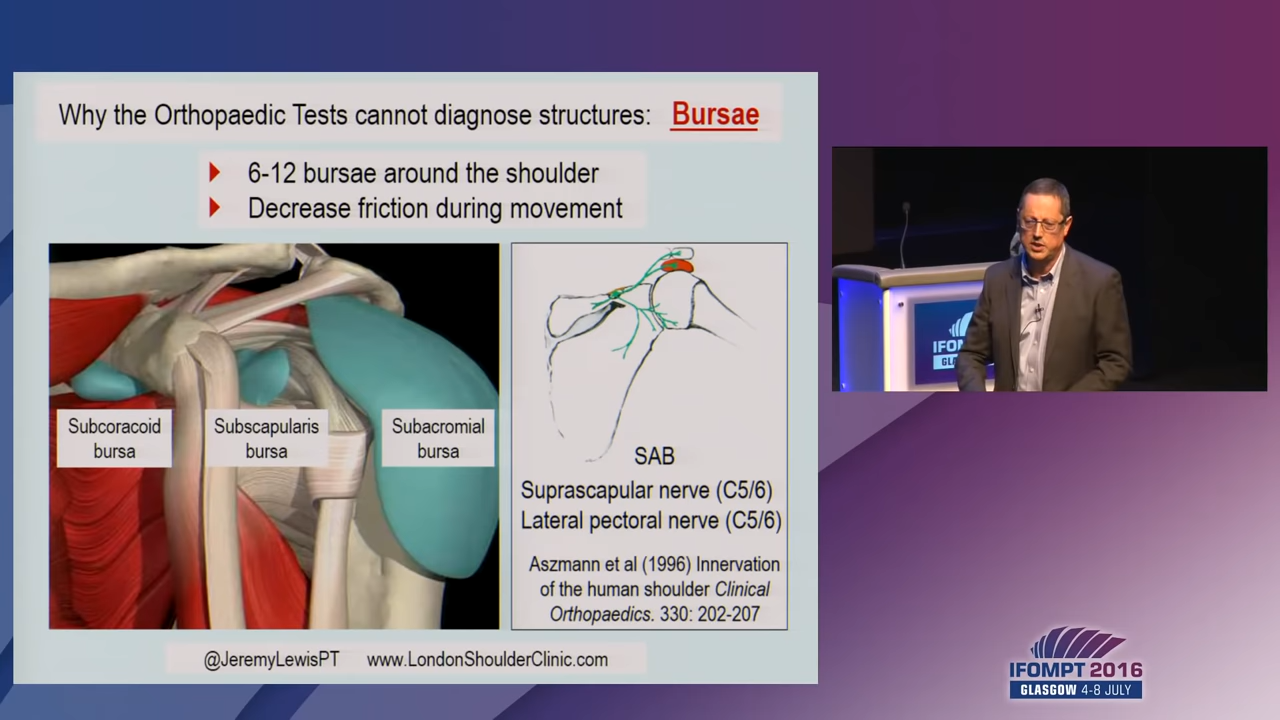 Why the Orthopaedic Tests cannot diagnose structures: Bursae
6-12 bursae around the shoulder
Decrease friction during movement
Subcoracoid
bursa
Subscapularis
bursa
Subacromial
bursa
SAB
Suprascapular nerve (C5/6)
Lateral pectoral nerve (C5/6)
Aszmann et al (1996) Innervation
of the human shoulder Clinical
Orthopaedics. 330: 202-207
@JeremyLewisPT www.LondonShoulderClinic.com
IFOMPT 2016
GLASGOW 4-8 JULY